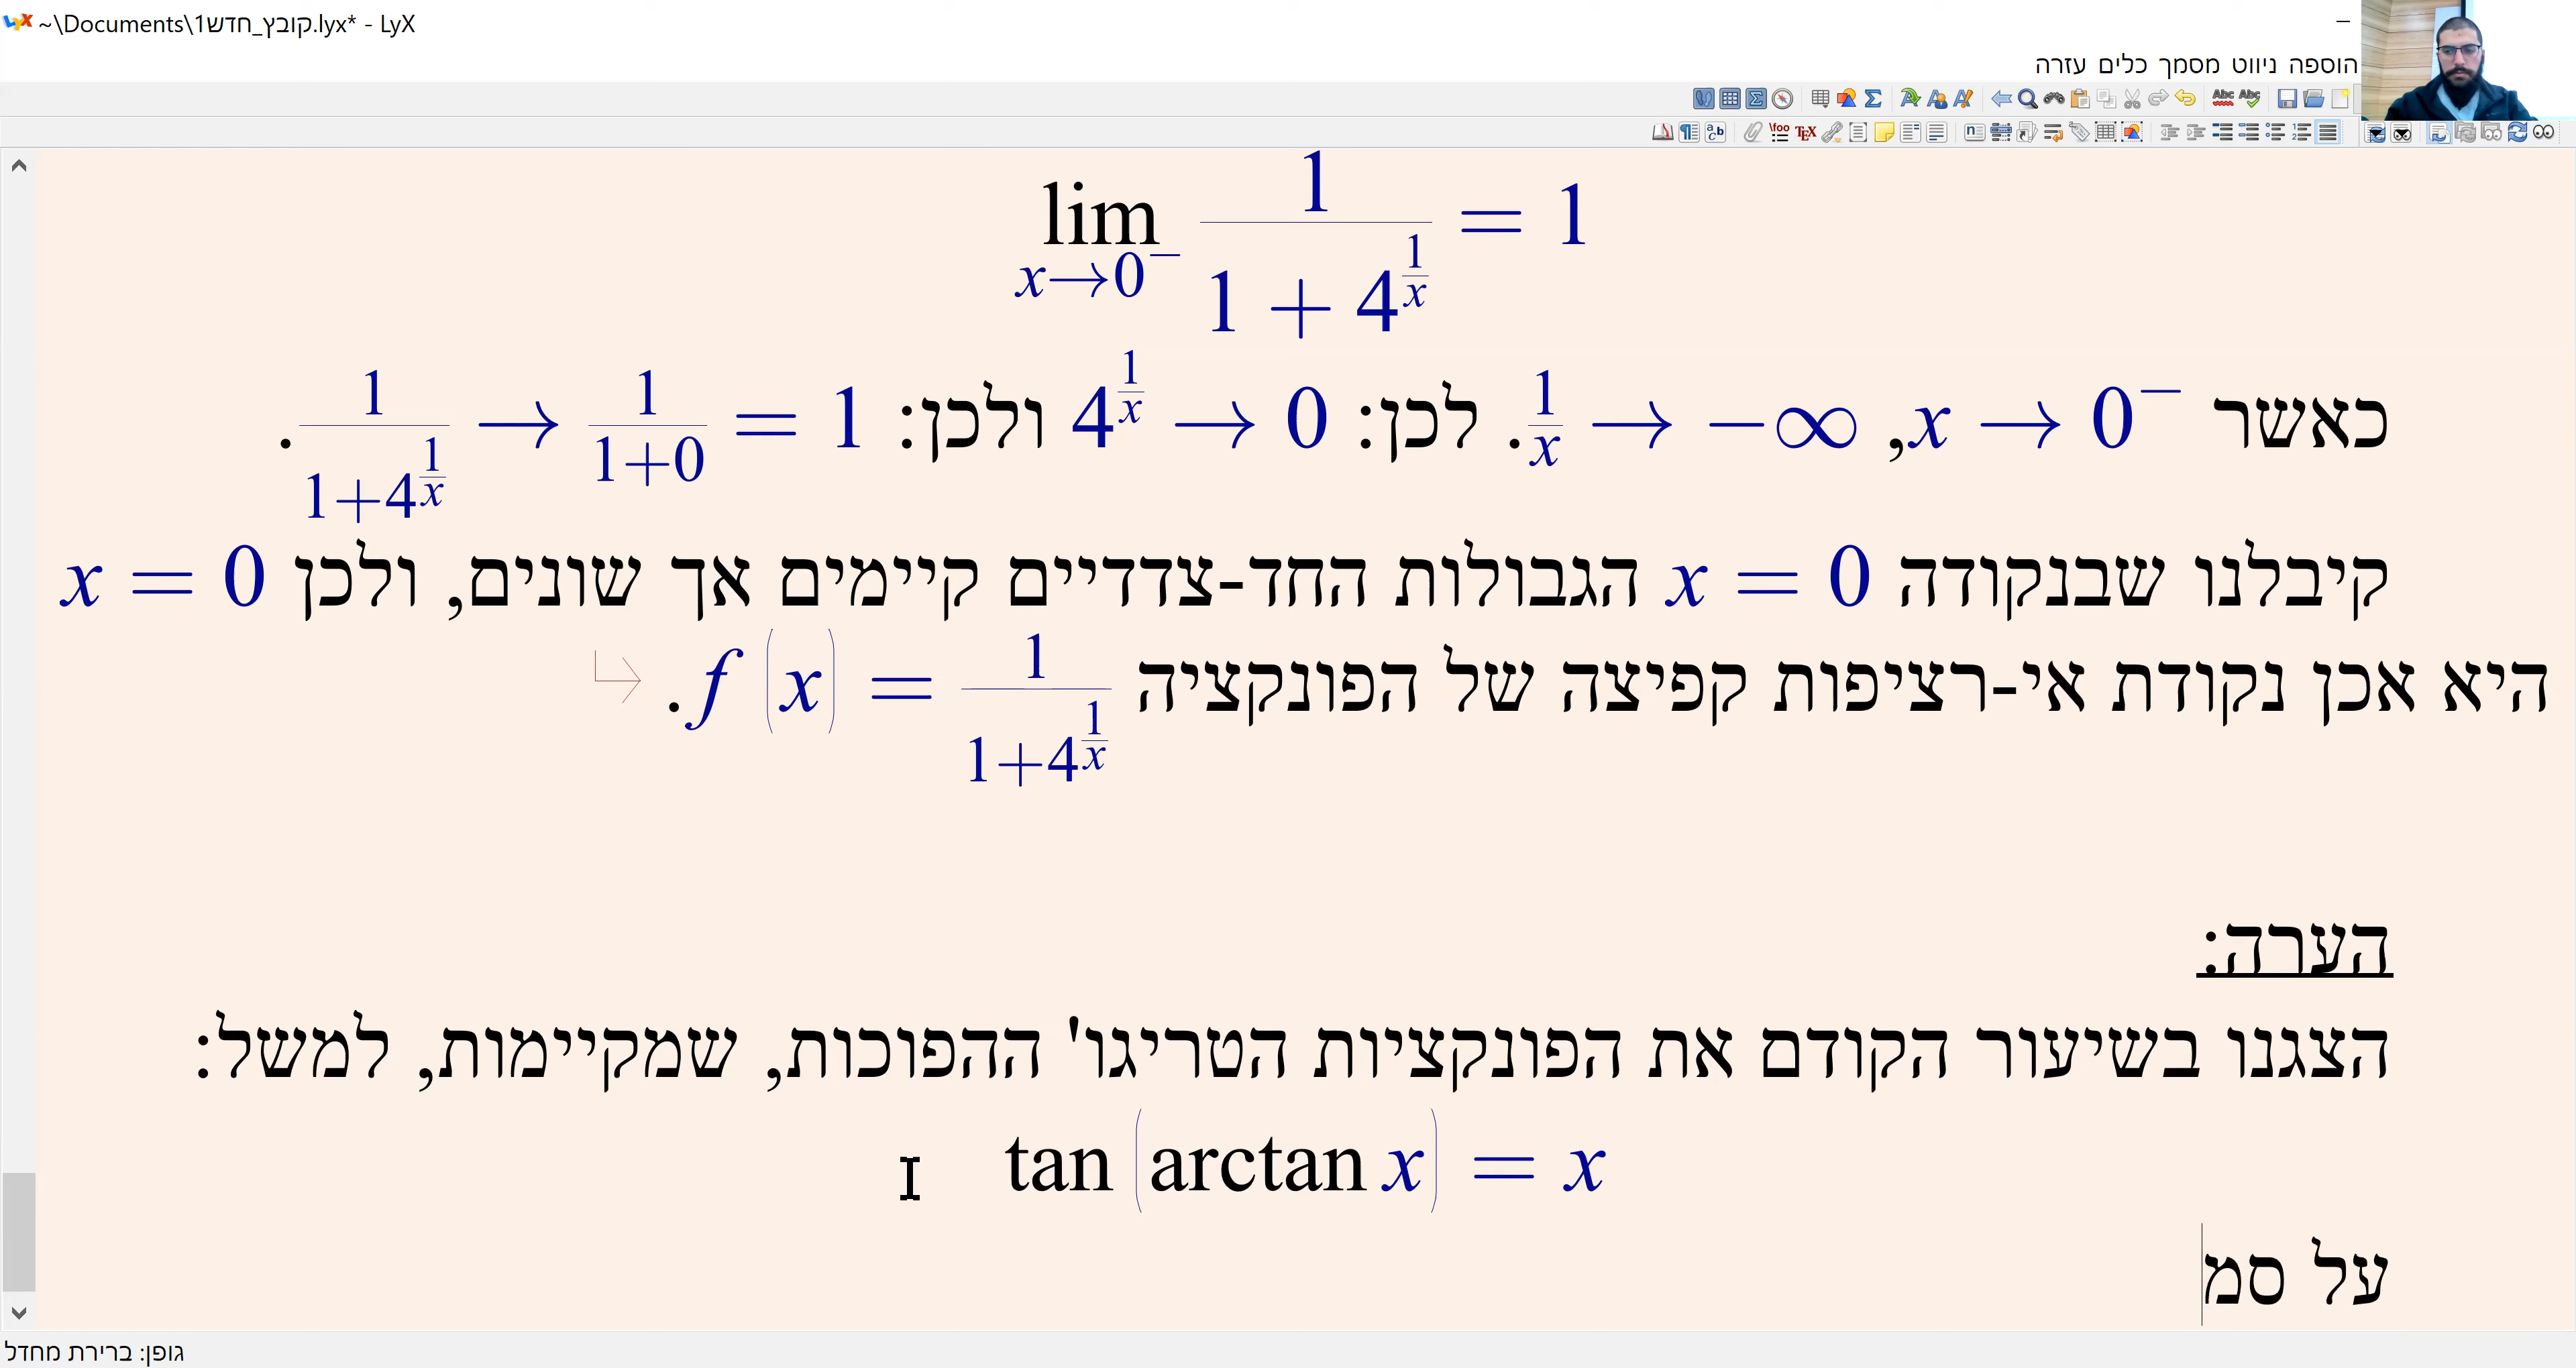 ~\Documents\קובץ_חדש1.lyx* - LyX
הוספה ניווט מסמך כלים עזרה
lim x→0⁻ 1/(1 + 4^(1/x)) = 1
כאשר x → 0⁻, 1/x → −∞. לכן: 4^(1/x) → 0 ולכן: 1/(1+4^(1/x)) → 1/(1+0) = 1.
קיבלנו שבנקודה x = 0 הגבולות החד-צדדיים קיימים אך שונים, ולכן x = 0
היא אכן נקודת אי-רציפות קפיצה של הפונקציה f(x) = 1/(1+4^(1/x)).
הערה:
הצגנו בשיעור הקודם את הפונקציות הטריגו' ההפוכות, שמקיימות, למשל:
tan(arctan x) = x
על סמ
גופן: ברירת מחדל